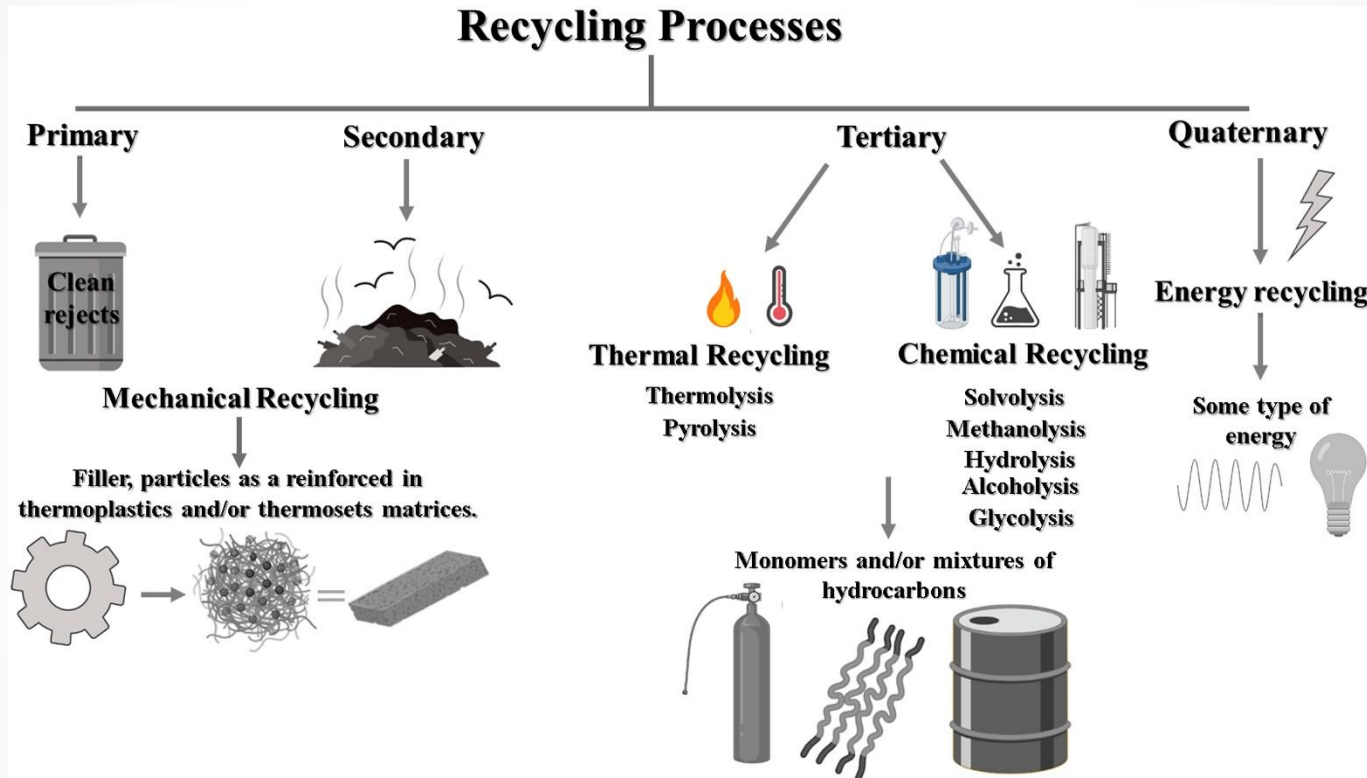 Recycling Processes
Primary
Secondary
Tertiary
Quaternary
Clean
rejects
Mechanical Recycling
Filler, particles as a reinforced in
thermoplastics and/or thermosets matrices.
Thermal Recycling
Thermolysis
Pyrolysis
Chemical Recycling
Solvolysis
Methanolysis
Hydrolysis
Alcoholysis
Glycolysis
Monomers and/or mixtures of
hydrocarbons
Energy recycling
Some type of
energy